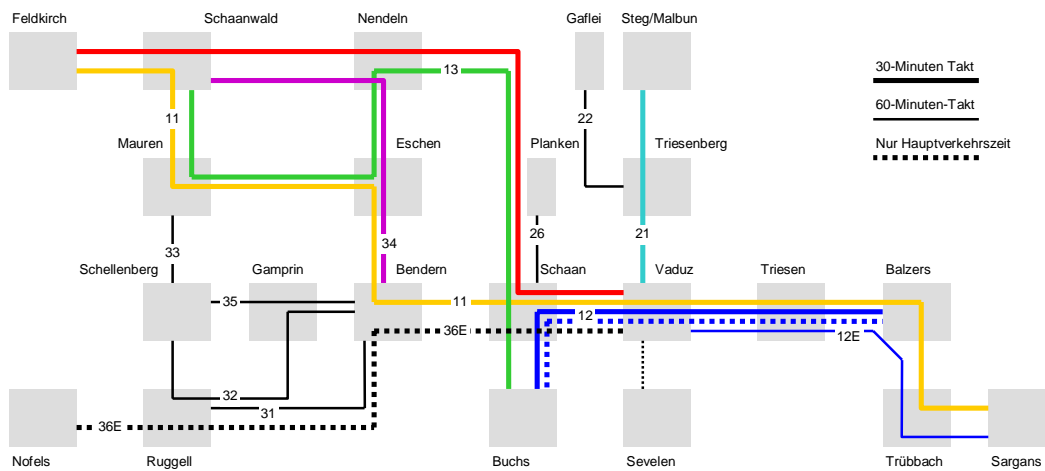 Feldkirch Schaanwald Nendeln Gaflei Steg/Malbun
13
30-Minuten Takt
60-Minuten-Takt
11 22
Mauren Eschen Planken Triesenberg Nur Hauptverkehrszeit
26 21
33 34
Schellenberg Gamprin Bendern Schaan Vaduz Triesen Balzers
35 11
12
36E 12E
32
31
36E
Nofels Ruggell Buchs Sevelen Trübbach Sargans